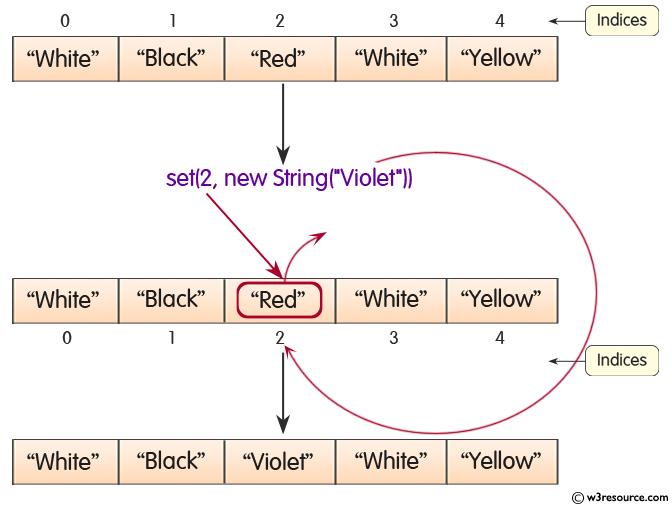 0 1 2 3 4 Indices
“White” “Black” “Red” “White” “Yellow”
set(2, new String("Violet"))
“White” “Black” “Red” “White” “Yellow”
0 1 2 3 4
Indices
“White” “Black” “Violet” “White” “Yellow”
© w3resource.com